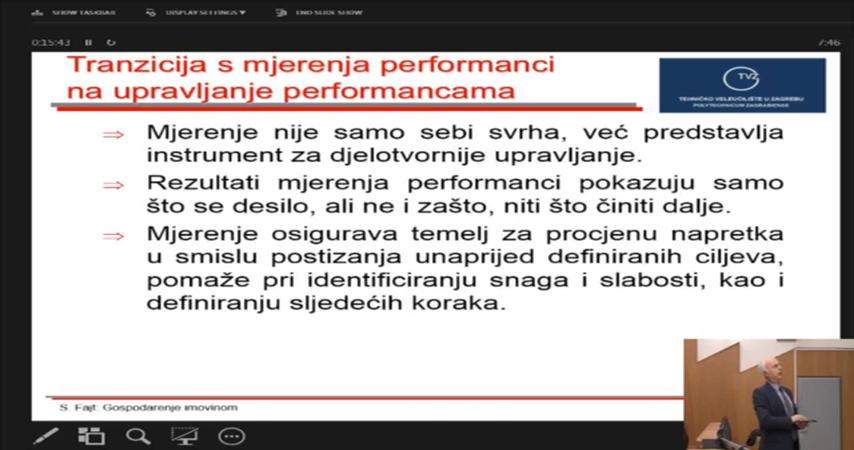 SHOW TASKBAR
DISPLAY SETTINGS
END SLIDE SHOW
0:15:43
7:46
Tranzicija s mjerenja performanci
na upravljanje performancama
TVZ
TEHNIČKO VELEUČILIŠTE U ZAGREBU
POLYTECHNICUM ZAGRABIENSE
Mjerenje nije samo sebi svrha, već predstavlja
instrument za djelotvornije upravljanje.
Rezultati mjerenja performanci pokazuju samo
što se desilo, ali ne i zašto, niti što činiti dalje.
Mjerenje osigurava temelj za procjenu napretka
u smislu postizanja unaprijed definiranih ciljeva,
pomaže pri identificiranju snaga i slabosti, kao i
definiranju sljedećih koraka.
S. Fajt: Gospodarenje imovinom